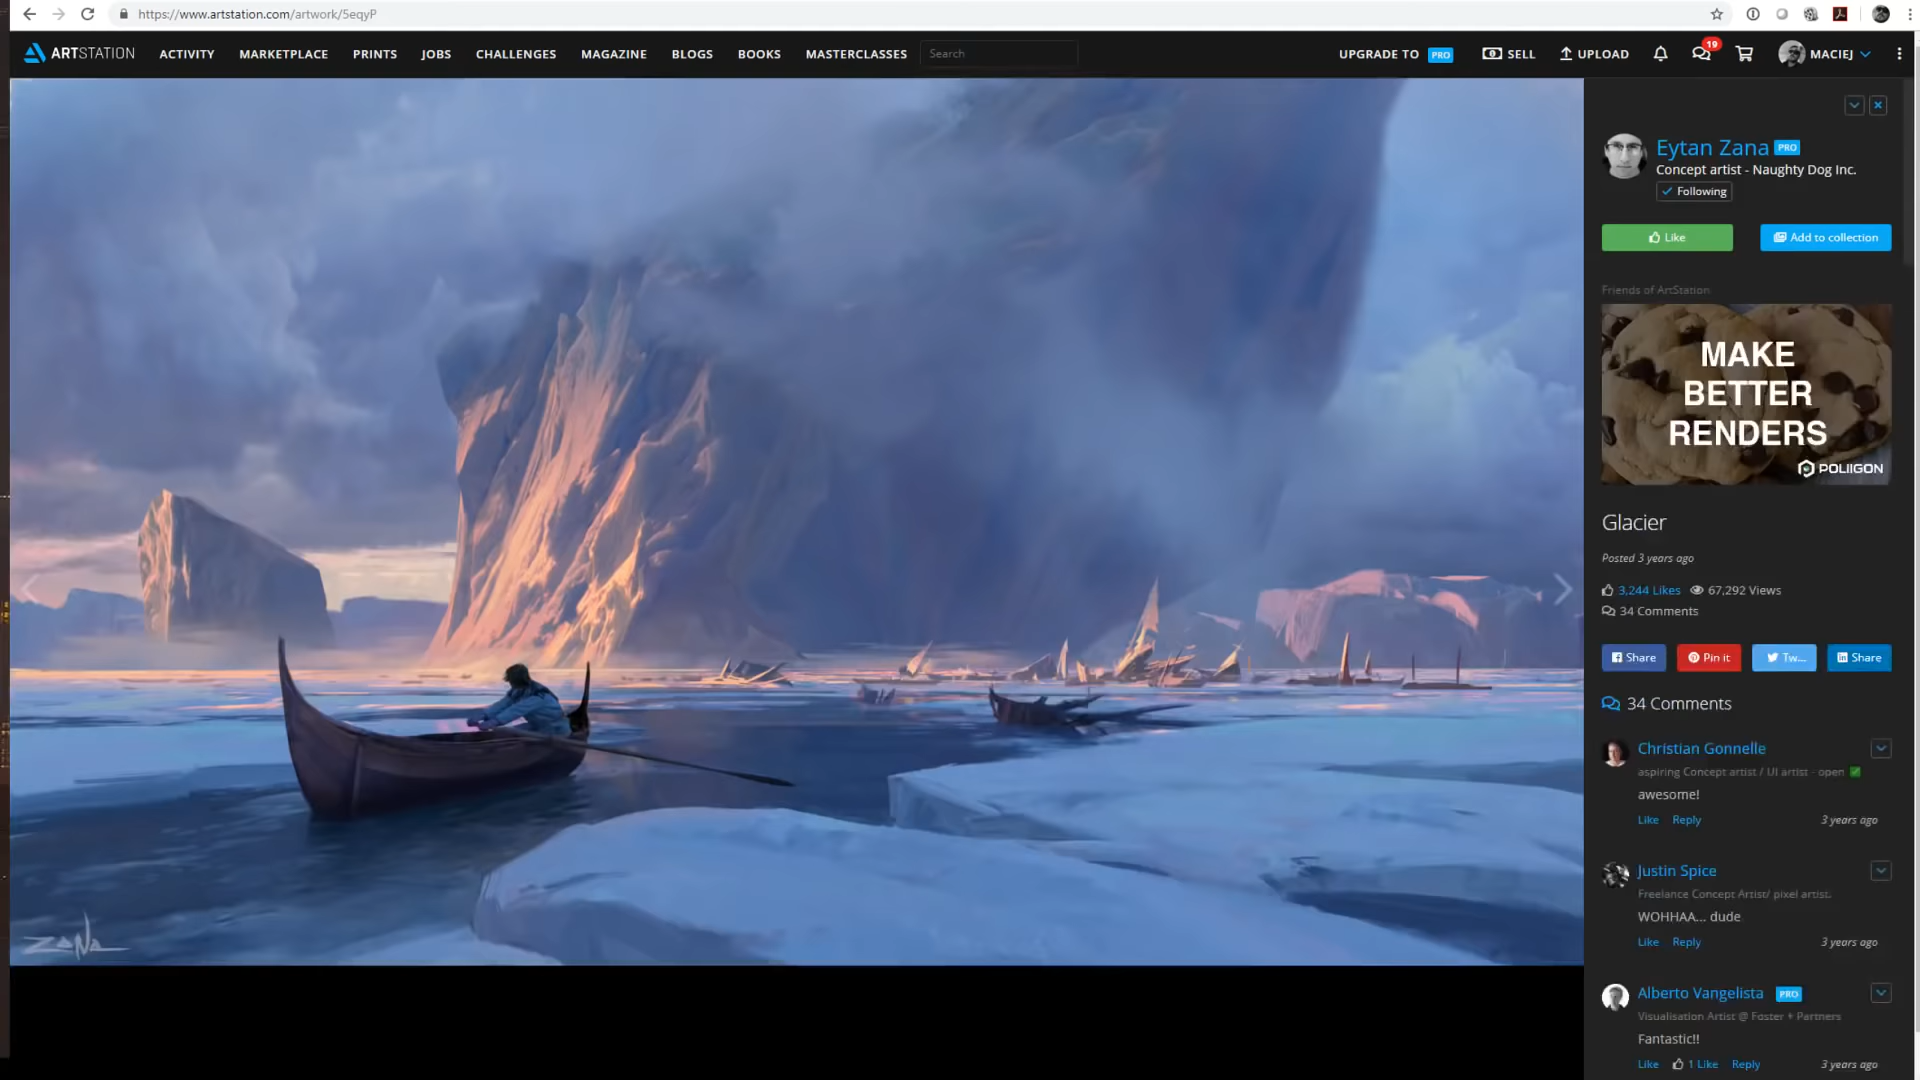 https://www.artstation.com/artwork/5eqyP
ARTSTATION ACTIVITY MARKETPLACE PRINTS JOBS CHALLENGES MAGAZINE BLOGS BOOKS MASTERCLASSES Search UPGRADE TO PRO SELL UPLOAD 19 MACIEJ
Eytan Zana PRO
Concept artist - Naughty Dog Inc.
Following
Like Add to collection
Friends of ArtStation
MAKE
BETTER
RENDERS
POLIIGON
Glacier
Posted 3 years ago
3,244 Likes 67,292 Views
34 Comments
Share Pin it Tw... Share
34 Comments
Christian Gonnelle
aspiring Concept artist / UI artist - open
awesome!
Like Reply 3 years ago
Justin Spice
Freelance Concept Artist/ pixel artist.
WOHHAA... dude
Like Reply 3 years ago
ZANA
Alberto Vangelista PRO
Visualisation Artist @ Foster + Partners
Fantastic!!
Like 1 Like Reply 3 years ago